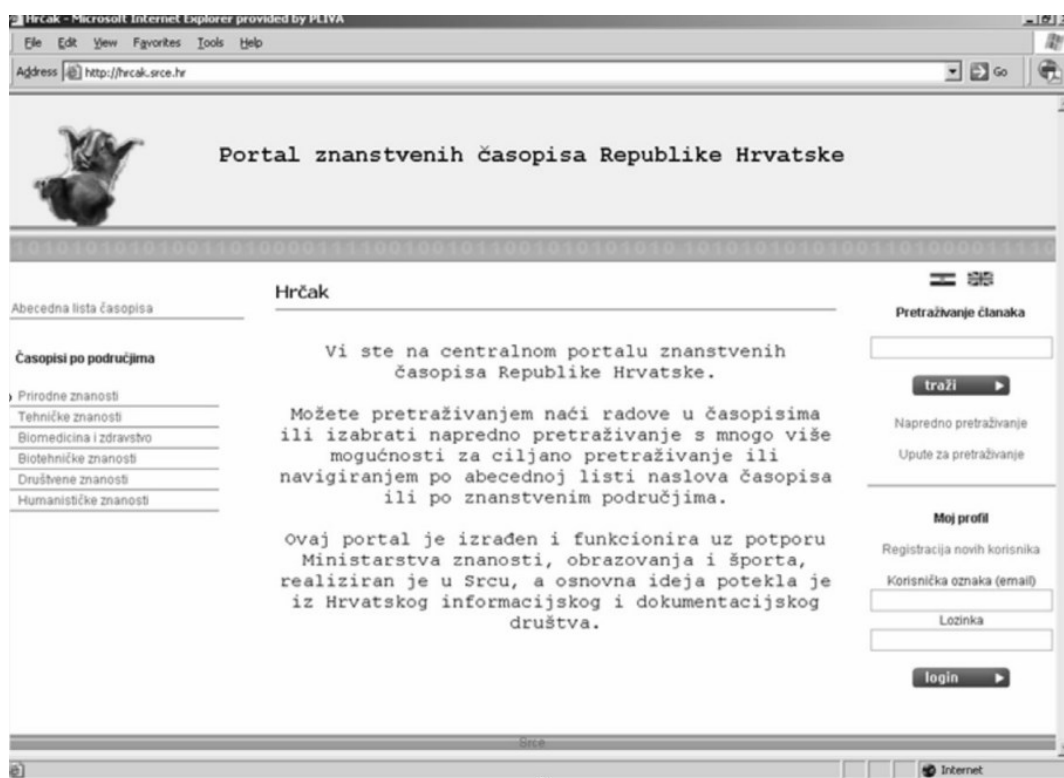 Hrčak - Microsoft Internet Explorer provided by PLIVA
File Edit View Favorites Tools Help
Address http://hrcak.srce.hr Go
Portal znanstvenih časopisa Republike Hrvatske
Abecedna lista časopisa
Časopisi po područjima
Prirodne znanosti
Tehničke znanosti
Biomedicina i zdravstvo
Biotehničke znanosti
Društvene znanosti
Humanističke znanosti
Hrčak
Vi ste na centralnom portalu znanstvenih
časopisa Republike Hrvatske.
Možete pretraživanjem naći radove u časopisima
ili izabrati napredno pretraživanje s mnogo više
mogućnosti za ciljano pretraživanje ili
navigiranjem po abecednoj listi naslova časopisa
ili po znanstvenim područjima.
Ovaj portal je izrađen i funkcionira uz potporu
Ministarstva znanosti, obrazovanja i športa,
realiziran je u Srcu, a osnovna ideja potekla je
iz Hrvatskog informacijskog i dokumentacijskog
društva.
Pretraživanje članaka
traži
Napredno pretraživanje
Upute za pretraživanje
Moj profil
Registracija novih korisnika
Korisnička oznaka (email)
Lozinka
login
Srce
Internet